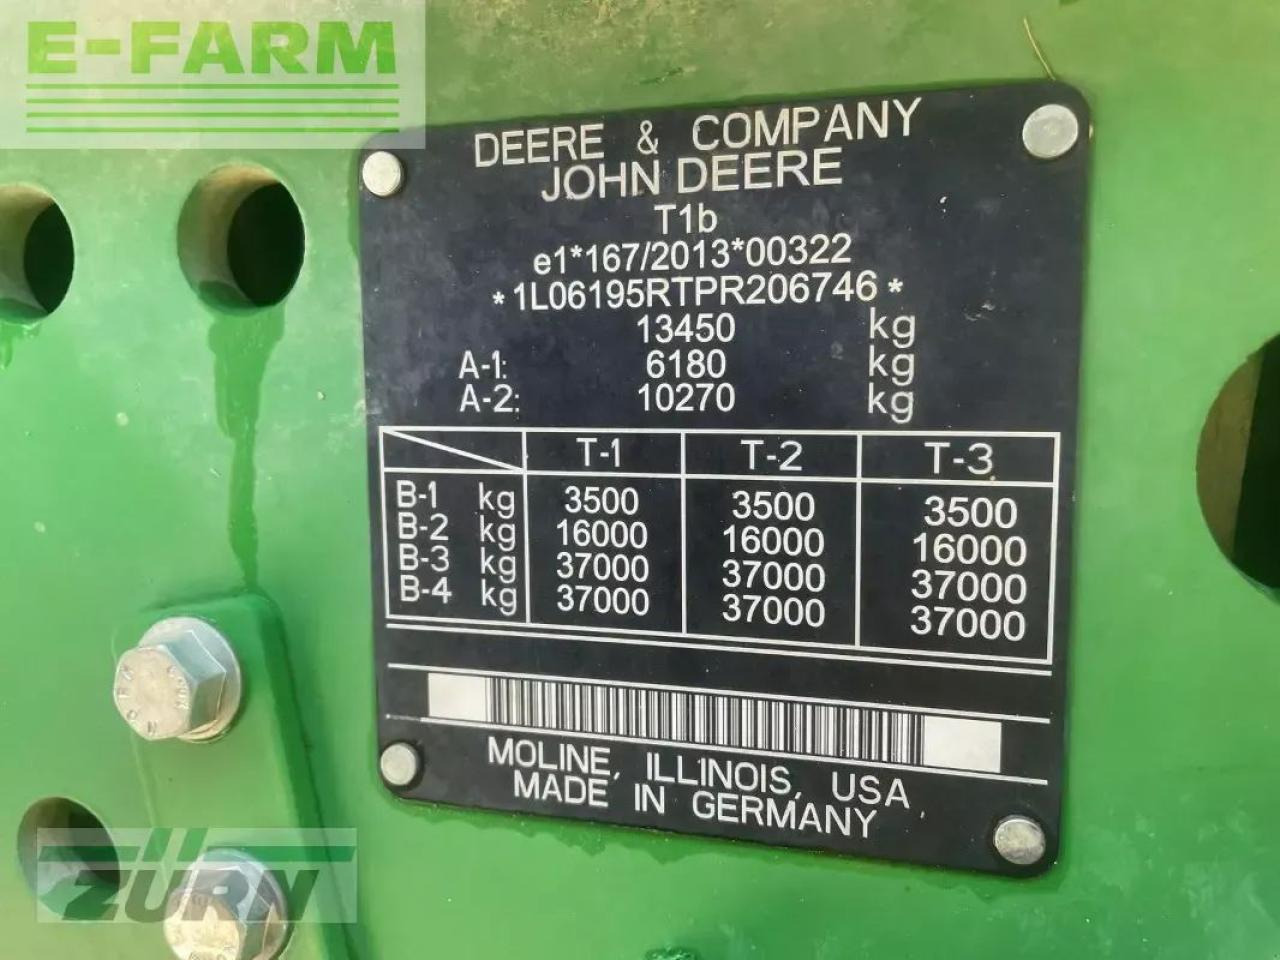 E-FARM
DEERE & COMPANY
JOHN DEERE
T1b
e1*167/2013*00322
*1L06195RTPR206746*
13450 kg
A-1: 6180 kg
A-2: 10270 kg
T-1 T-2 T-3
B-1 kg 3500 3500 3500
B-2 kg 16000 16000 16000
B-3 kg 37000 37000 37000
B-4 kg 37000 37000 37000
MOLINE, ILLINOIS, USA
MADE IN GERMANY
ZÜRN